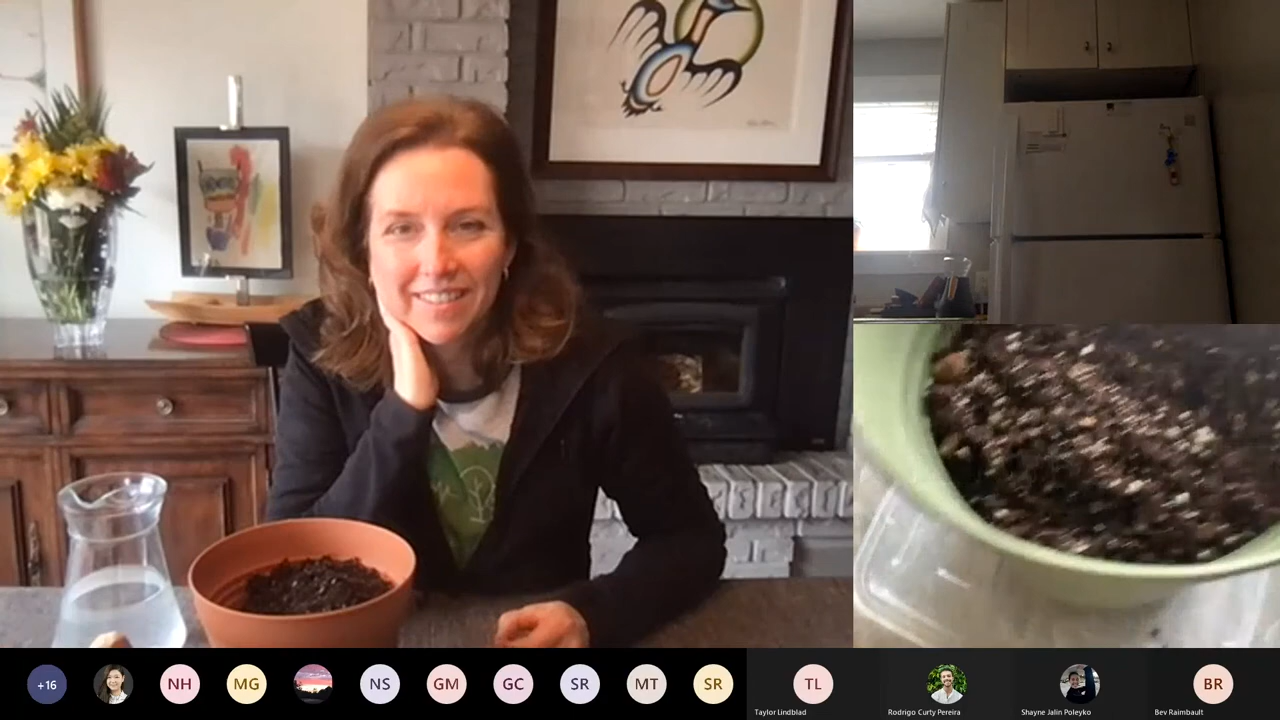 +16
NH
MG
NS
GM
GC
SR
MT
SR
TL
BR
Taylor Lindblad
Rodrigo Curty Pereira
Shayne Jalin Poleyko
Bev Raimbault